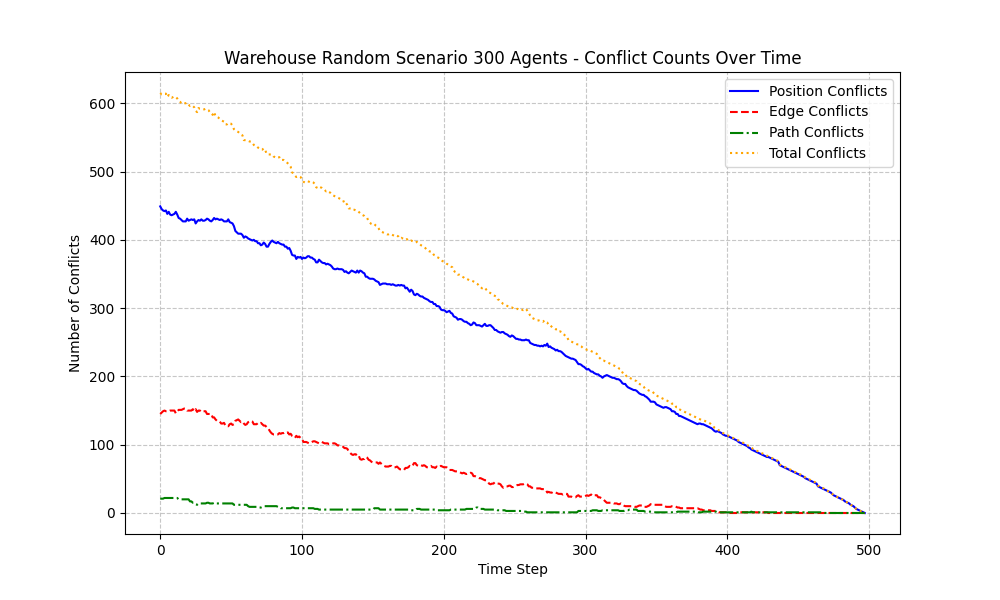 Warehouse Random Scenario 300 Agents - Conflict Counts Over Time
Number of Conflicts
600
500
400
300
200
100
0
Position Conflicts
Edge Conflicts
Path Conflicts
Total Conflicts
0 100 200 300 400 500
Time Step